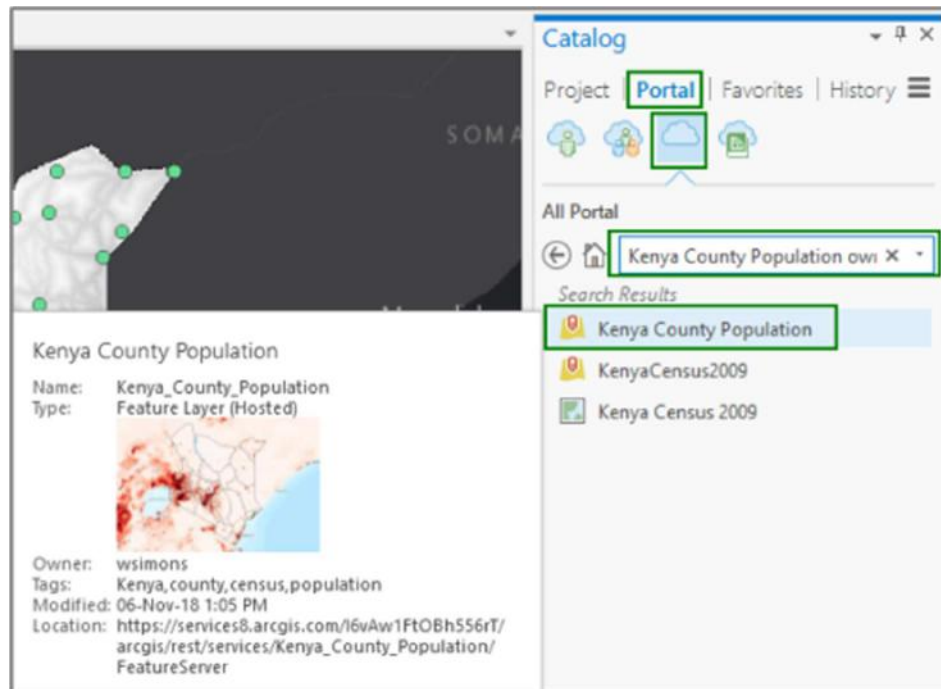 Catalog
Project | Portal | Favorites | History
SOMA
All Portal
Kenya County Population own
Search Results
Kenya County Population
KenyaCensus2009
Kenya Census 2009
Kenya County Population
Name: Kenya_County_Population
Type: Feature Layer (Hosted)
Owner: wsimons
Tags: Kenya,county,census,population
Modified: 06-Nov-18 1:05 PM
Location: https://services8.arcgis.com/I6vAw1FtOBh556rT/
arcgis/rest/services/Kenya_County_Population/
FeatureServer